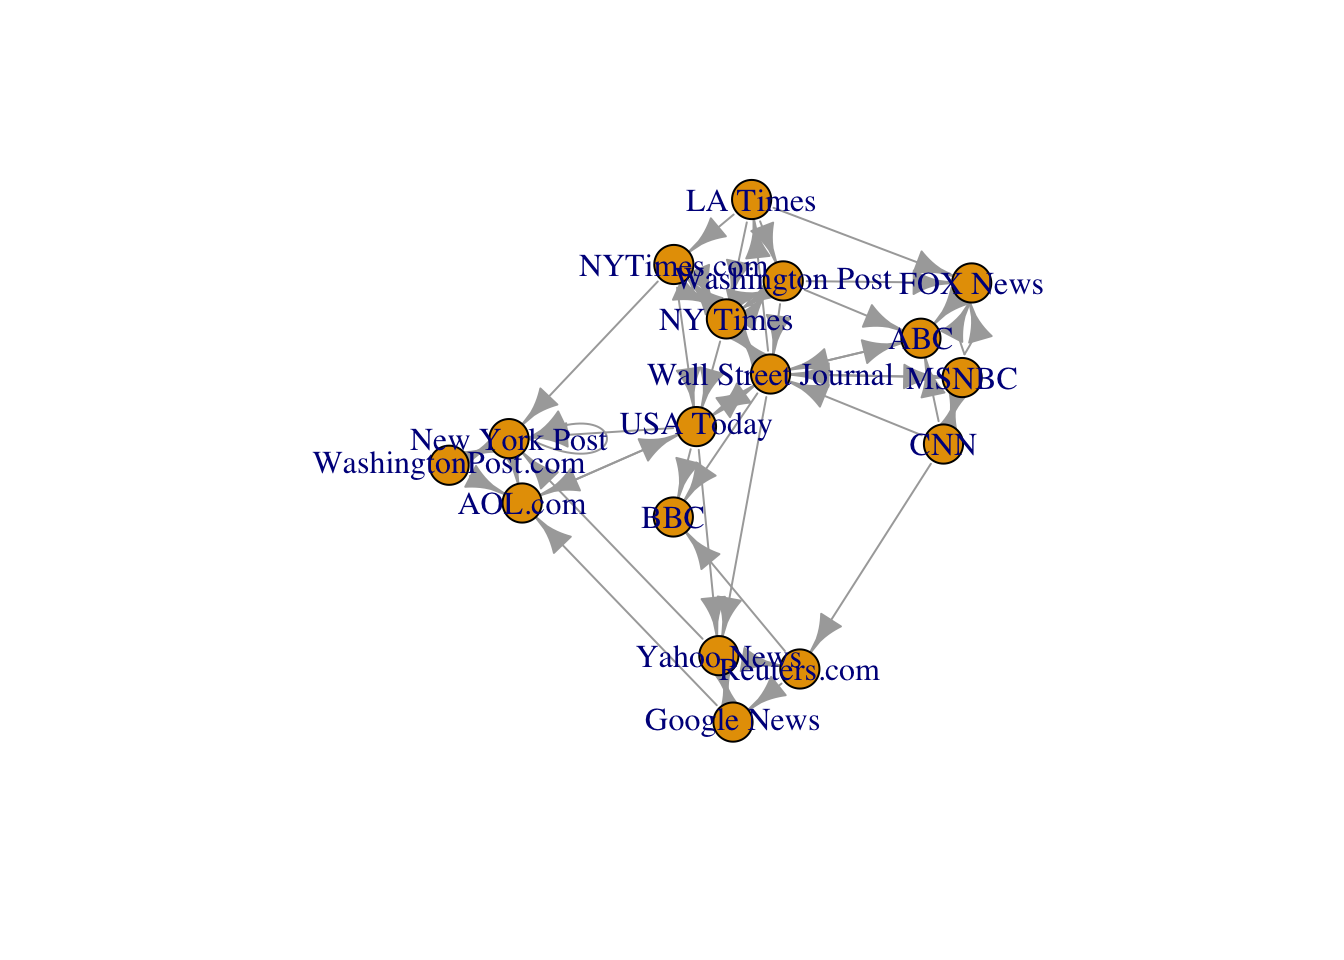 LA Times
NYTimes.com
Washington Post
FOX News
NY Times
ABC
Wall Street Journal
MSNBC
USA Today
New York Post
CNN
WashingtonPost.com
AOL.com
BBC
Yahoo News
Reuters.com
Google News